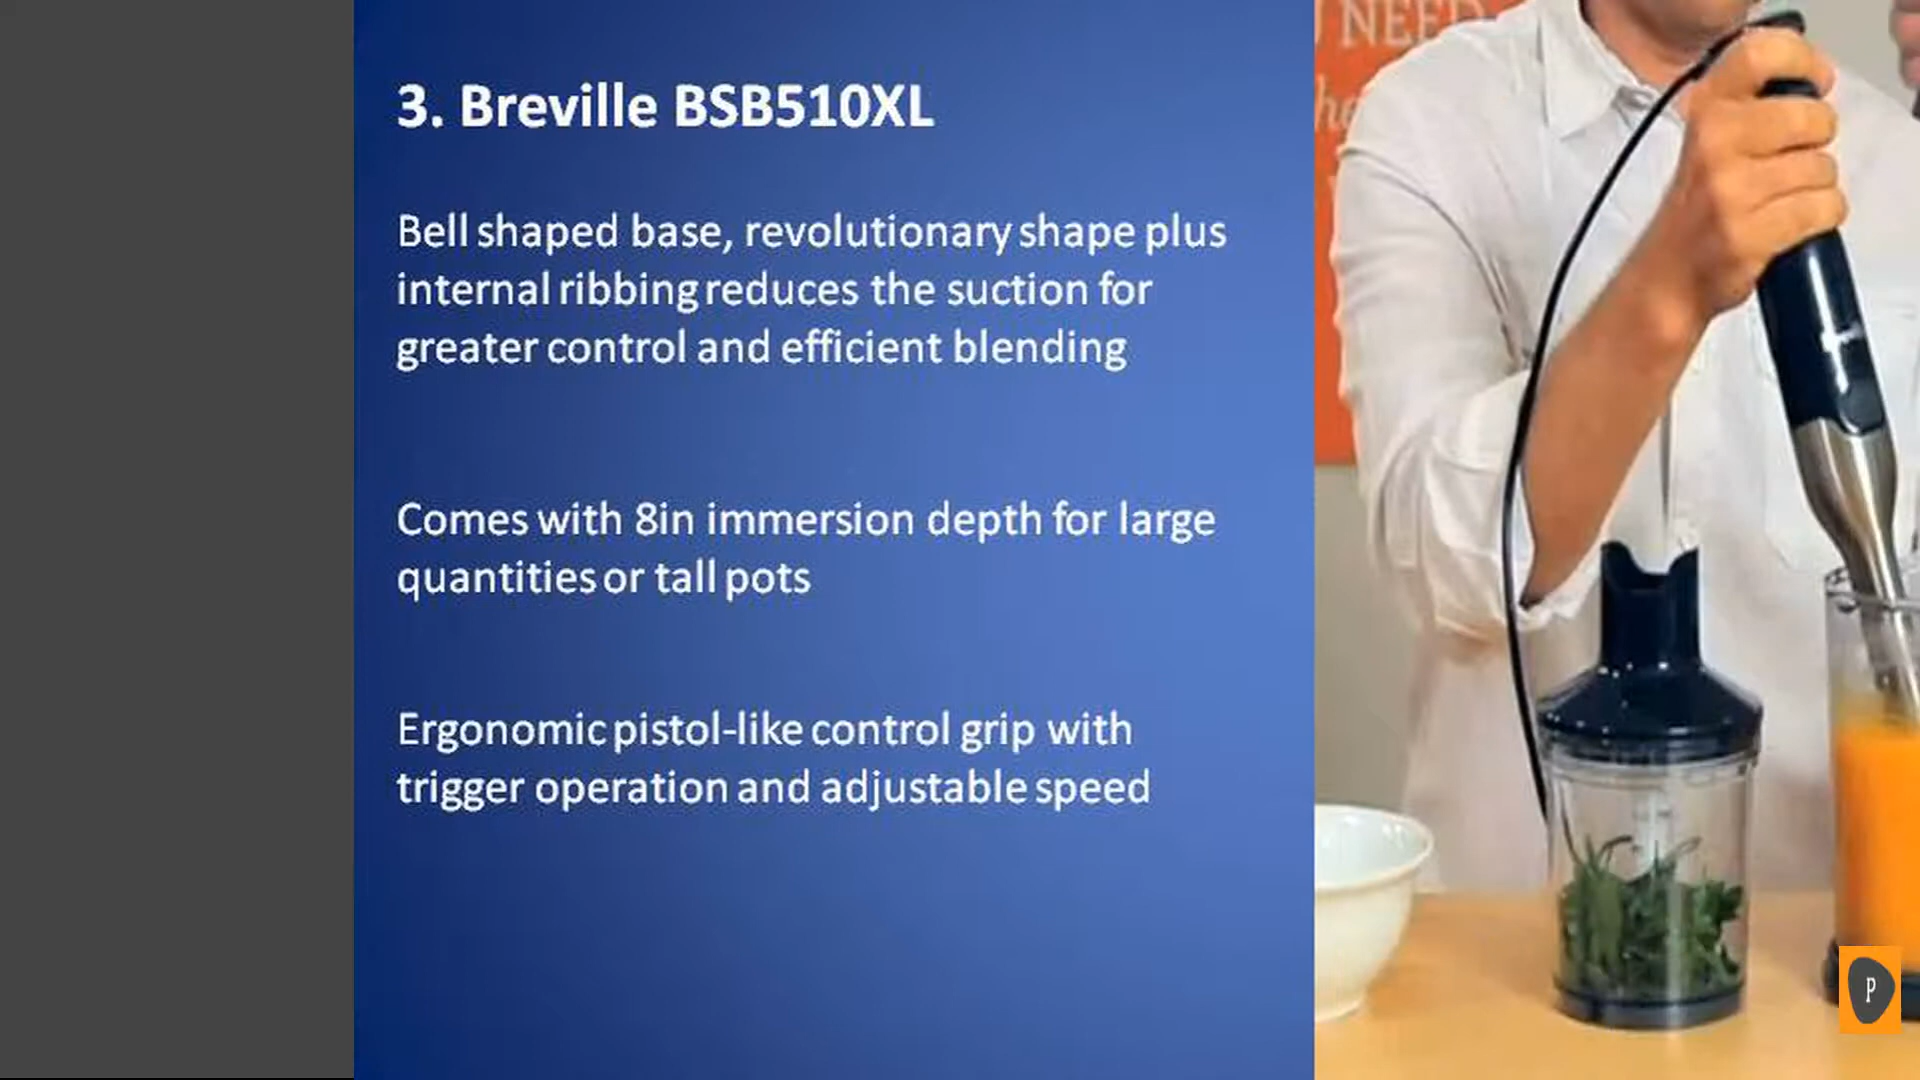 3. Breville BSB510XL
Bell shaped base, revolutionary shape plus
internal ribbing reduces the suction for
greater control and efficient blending
Comes with 8in immersion depth for large
quantities or tall pots
Ergonomic pistol-like control grip with
trigger operation and adjustable speed
NEED
P